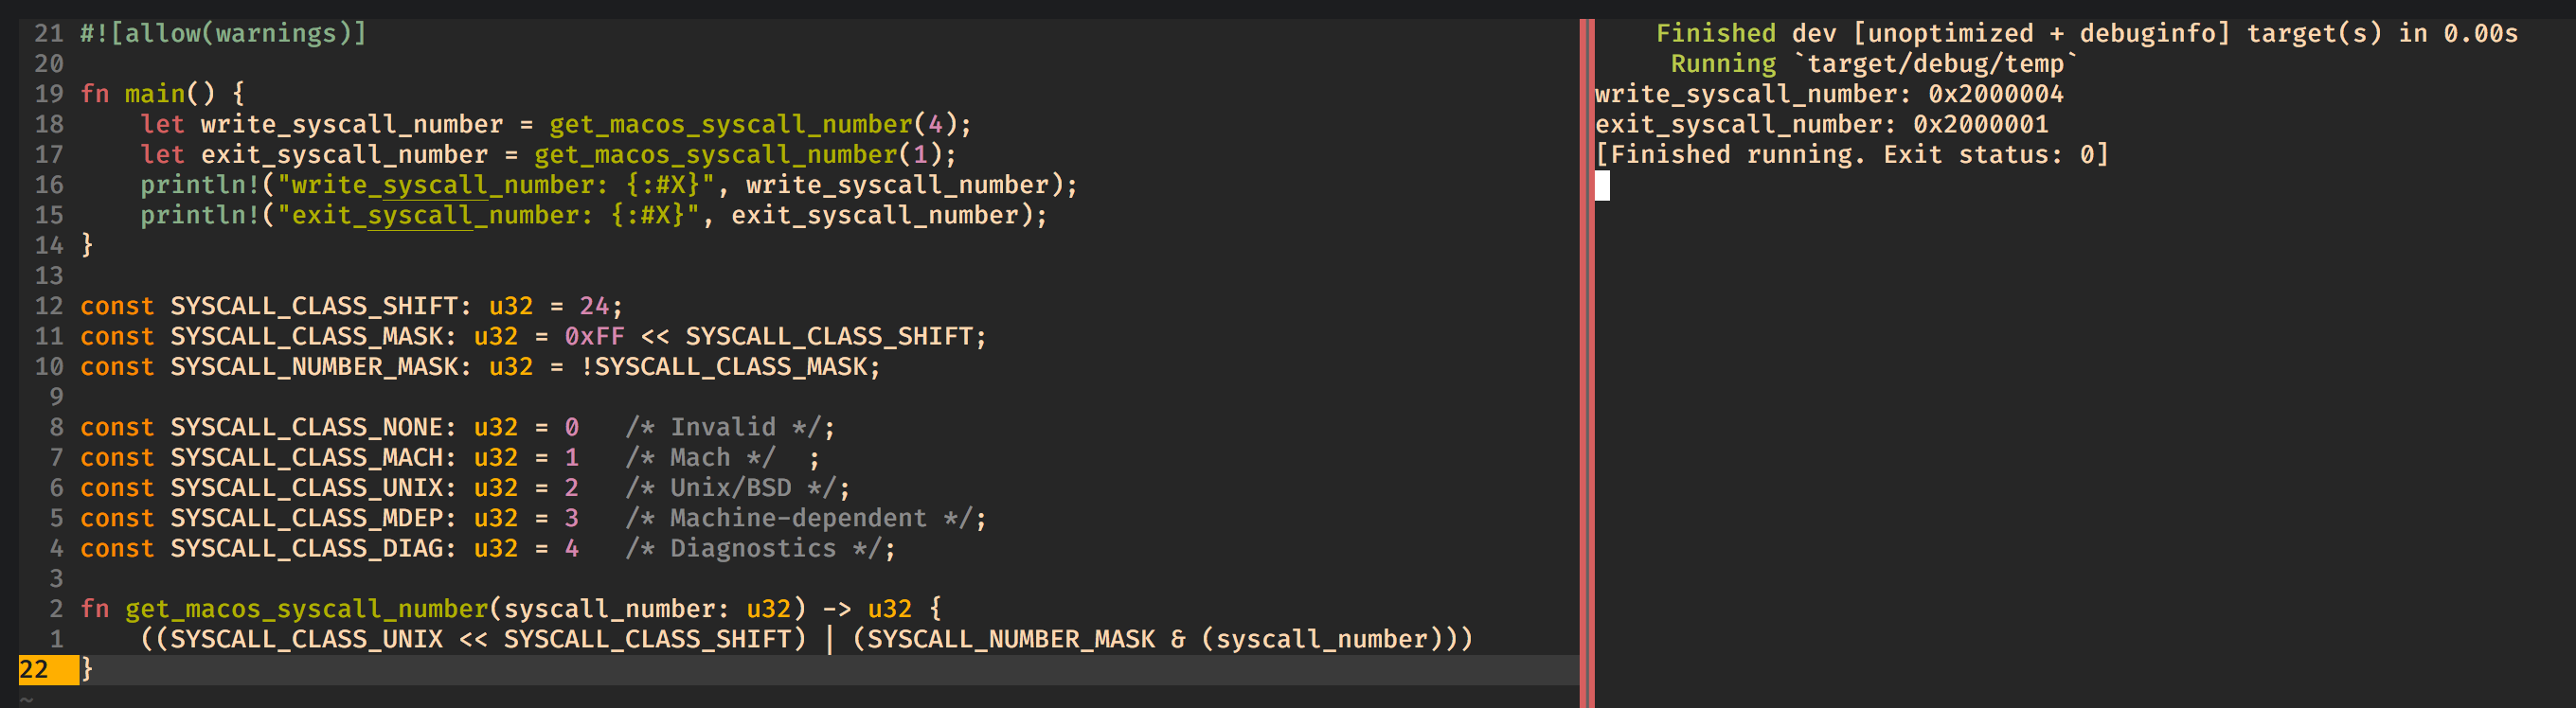 21 #![allow(warnings)]
20
19 fn main() {
18     let write_syscall_number = get_macos_syscall_number(4);
17     let exit_syscall_number = get_macos_syscall_number(1);
16     println!("write_syscall_number: {:#X}", write_syscall_number);
15     println!("exit_syscall_number: {:#X}", exit_syscall_number);
14 }
13
12 const SYSCALL_CLASS_SHIFT: u32 = 24;
11 const SYSCALL_CLASS_MASK: u32 = 0xFF << SYSCALL_CLASS_SHIFT;
10 const SYSCALL_NUMBER_MASK: u32 = !SYSCALL_CLASS_MASK;
9
8 const SYSCALL_CLASS_NONE: u32 = 0   /* Invalid */;
7 const SYSCALL_CLASS_MACH: u32 = 1   /* Mach */  ;
6 const SYSCALL_CLASS_UNIX: u32 = 2   /* Unix/BSD */;
5 const SYSCALL_CLASS_MDEP: u32 = 3   /* Machine-dependent */;
4 const SYSCALL_CLASS_DIAG: u32 = 4   /* Diagnostics */;
3
2 fn get_macos_syscall_number(syscall_number: u32) -> u32 {
1     ((SYSCALL_CLASS_UNIX << SYSCALL_CLASS_SHIFT) | (SYSCALL_NUMBER_MASK & (syscall_number)))
22 }
~
Finished dev [unoptimized + debuginfo] target(s) in 0.00s
Running `target/debug/temp`
write_syscall_number: 0x2000004
exit_syscall_number: 0x2000001
[Finished running. Exit status: 0]